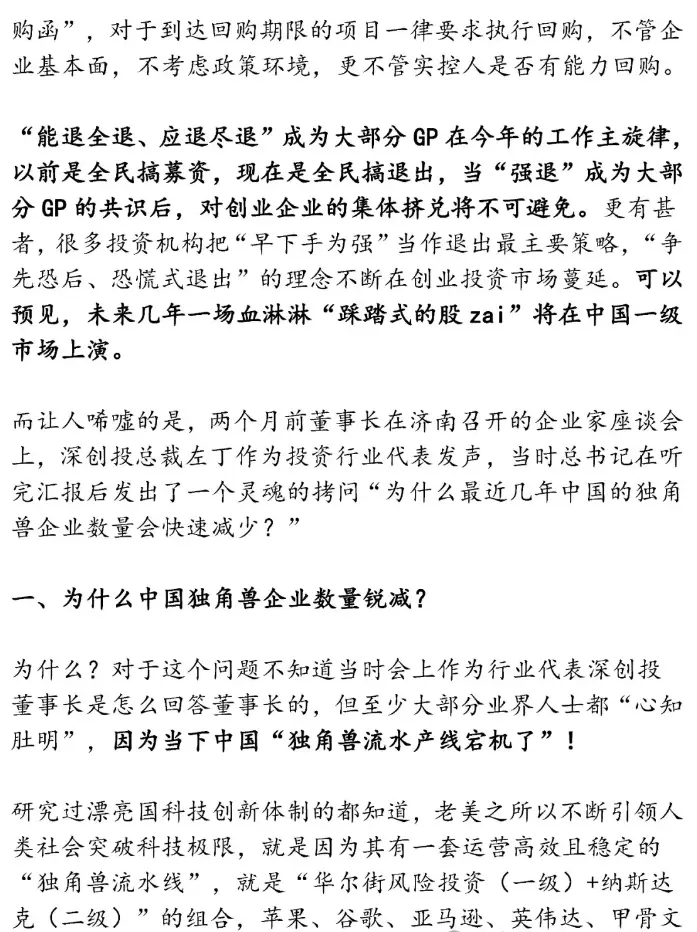 购函”，对于到达回购期限的项目一律要求执行回购，不管企
业基本面，不考虑政策环境，更不管实控人是否有能力回购。
“能退全退、应退尽退”成为大部分 GP 在今年的工作主旋律，
以前是全民搞募资，现在是全民搞退出，当“强退”成为大部
分 GP 的共识后，对创业企业的集体挤兑将不可避免。更有甚
者，很多投资机构把“早下手为强”当作退出最主要策略，“争
先恐后、恐慌式退出”的理念不断在创业投资市场蔓延。可以
预见，未来几年一场血淋淋“踩踏式的股 zai”将在中国一级
市场上演。
而让人唏嘘的是，两个月前董事长在济南召开的企业家座谈会
上，深创投总裁左丁作为投资行业代表发声，当时总书记在听
完汇报后发出了一个灵魂的拷问“为什么最近几年中国的独角
兽企业数量会快速减少？”
一、为什么中国独角兽企业数量锐减？
为什么？对于这个问题不知道当时会上作为行业代表深创投
董事长是怎么回答董事长的，但至少大部分业界人士都“心知
肚明”，因为当下中国“独角兽流水产线宕机了”！
研究过漂亮国科技创新体制的都知道，老美之所以不断引领人
类社会突破科技极限，就是因为其有一套运营高效且稳定的
“独角兽流水线”，就是“华尔街风险投资（一级）+纳斯达
克（二级）”的组合，苹果、谷歌、亚马逊、英伟达、甲骨文